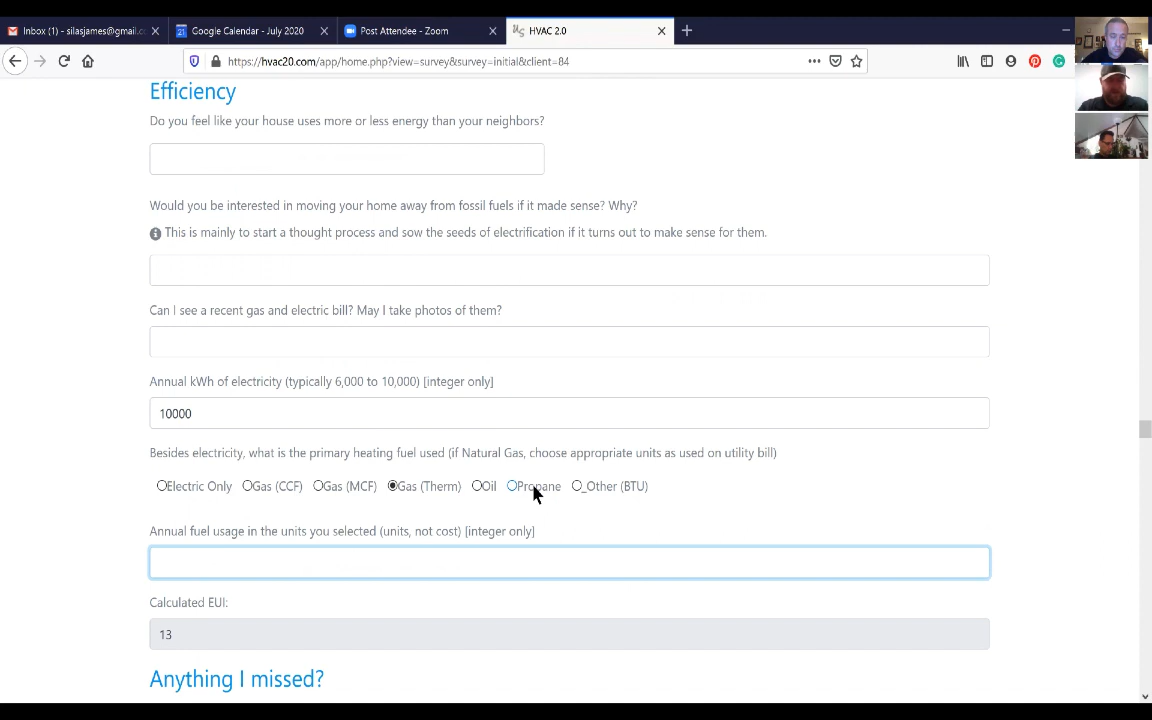 Inbox (1) - silasjames@gmail.c
Google Calendar - July 2020
Post Attendee - Zoom
HVAC 2.0
https://hvac20.com/app/home.php?view=survey&survey=initial&client=84
Efficiency
Do you feel like your house uses more or less energy than your neighbors?
Would you be interested in moving your home away from fossil fuels if it made sense? Why?
This is mainly to start a thought process and sow the seeds of electrification if it turns out to make sense for them.
Can I see a recent gas and electric bill? May I take photos of them?
Annual kWh of electricity (typically 6,000 to 10,000) [integer only]
10000
Besides electricity, what is the primary heating fuel used (if Natural Gas, choose appropriate units as used on utility bill)
Electric Only Gas (CCF) Gas (MCF) Gas (Therm) Oil Propane _Other (BTU)
Annual fuel usage in the units you selected (units, not cost) [integer only]
Calculated EUI:
13
Anything I missed?